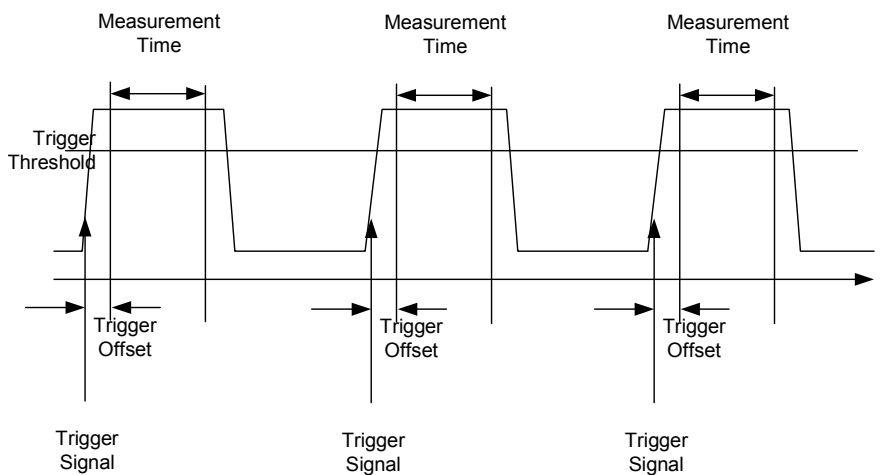 Measurement
Time
Measurement
Time
Measurement
Time
Trigger
Threshold
Trigger
Offset
Trigger
Offset
Trigger
Offset
Trigger
Signal
Trigger
Signal
Trigger
Signal